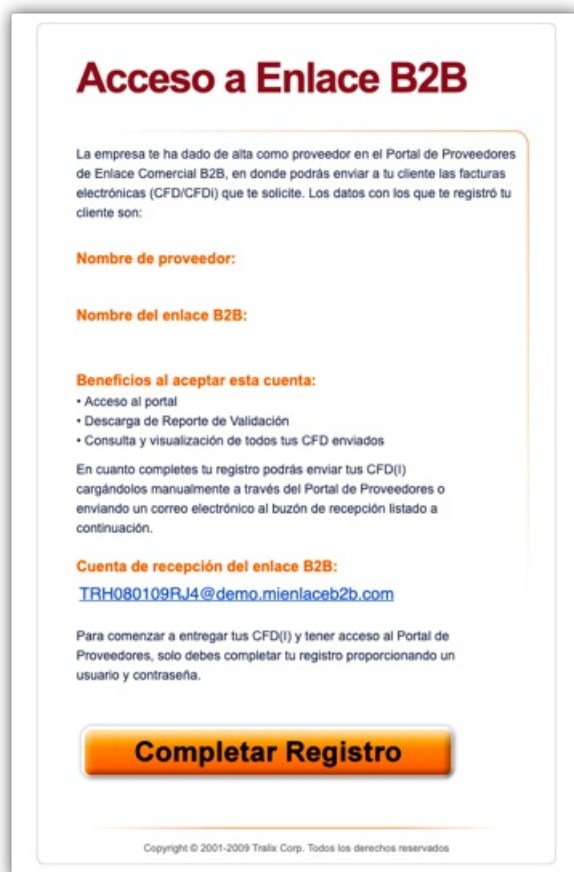 Acceso a Enlace B2B
La empresa te ha dado de alta como proveedor en el Portal de Proveedores
de Enlace Comercial B2B, en donde podrás enviar a tu cliente las facturas
electrónicas (CFD/CFDi) que te solicite. Los datos con los que te registró tu
cliente son:
Nombre de proveedor:
Nombre del enlace B2B:
Beneficios al aceptar esta cuenta:
• Acceso al portal
• Descarga de Reporte de Validación
• Consulta y visualización de todos tus CFD enviados
En cuanto completes tu registro podrás enviar tus CFD(I)
cargándolos manualmente a través del Portal de Proveedores o
enviando un correo electrónico al buzón de recepción listado a
continuación.
Cuenta de recepción del enlace B2B:
TRH080109RJ4@demo.mienlaceb2b.com
Para comenzar a entregar tus CFD(I) y tener acceso al Portal de
Proveedores, solo debes completar tu registro proporcionando un
usuario y contraseña.
Completar Registro
Copyright © 2001-2009 Tralix Corp. Todos los derechos reservados